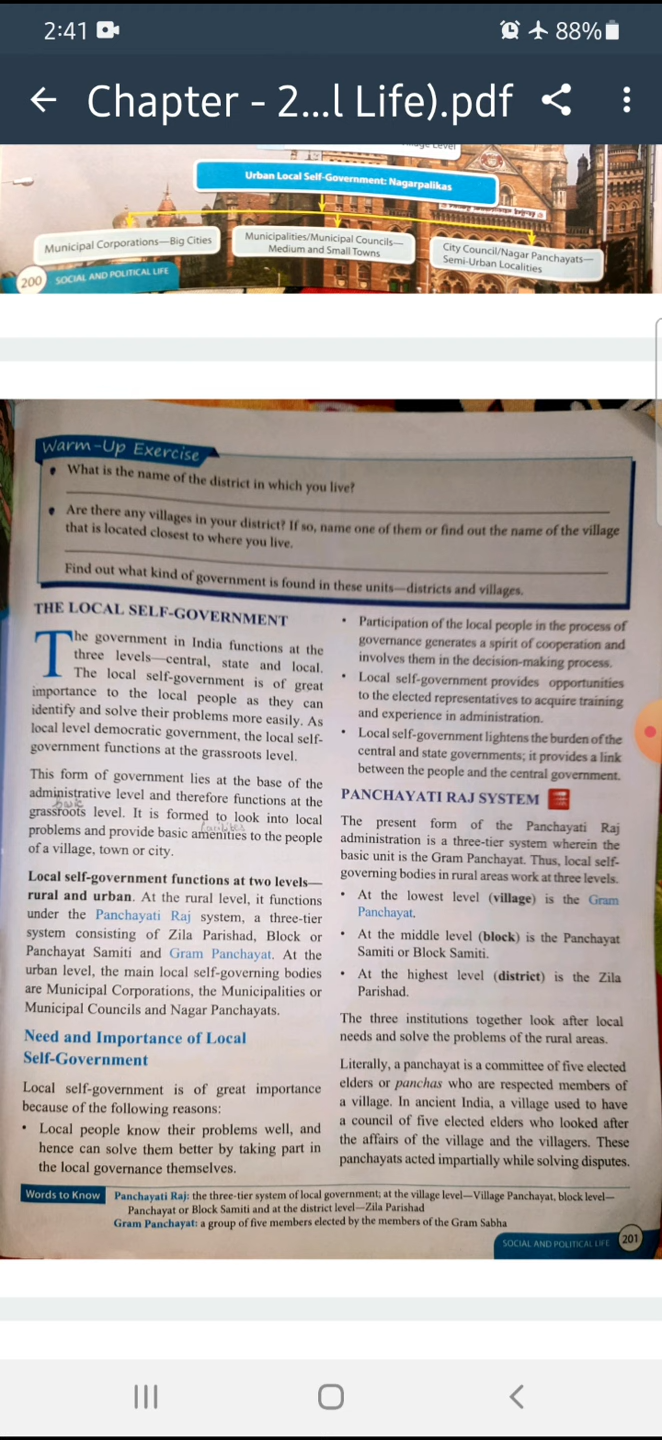 2:41
88%
Chapter - 2...l Life).pdf
Level
Urban Local Self-Government: Nagarpalikas
Municipal Corporations—Big Cities
Municipalities/Municipal Councils—
Medium and Small Towns
City Council/Nagar Panchayats—
Semi-Urban Localities
200 SOCIAL AND POLITICAL LIFE
Warm-Up Exercise
• What is the name of the district in which you live?
• Are there any villages in your district? If so, name one of them or find out the name of the village
that is located closest to where you live.
Find out what kind of government is found in these units—districts and villages.
THE LOCAL SELF-GOVERNMENT
The government in India functions at the
three levels—central, state and local.
The local self-government is of great
importance to the local people as they can
identify and solve their problems more easily. As
local level democratic government, the local self-
government functions at the grassroots level.
This form of government lies at the base of the
administrative level and therefore functions at the
basic
grassroots level. It is formed to look into local
facilities
problems and provide basic amenities to the people
of a village, town or city.
Local self-government functions at two levels—
rural and urban. At the rural level, it functions
under the Panchayati Raj system, a three-tier
system consisting of Zila Parishad, Block or
Panchayat Samiti and Gram Panchayat. At the
urban level, the main local self-governing bodies
are Municipal Corporations, the Municipalities or
Municipal Councils and Nagar Panchayats.
Need and Importance of Local
Self-Government
Local self-government is of great importance
because of the following reasons:
• Local people know their problems well, and
hence can solve them better by taking part in
the local governance themselves.
• Participation of the local people in the process of
governance generates a spirit of cooperation and
involves them in the decision-making process.
• Local self-government provides opportunities
to the elected representatives to acquire training
and experience in administration.
• Local self-government lightens the burden of the
central and state governments; it provides a link
between the people and the central government.
PANCHAYATI RAJ SYSTEM
The present form of the Panchayati Raj
administration is a three-tier system wherein the
basic unit is the Gram Panchayat. Thus, local self-
governing bodies in rural areas work at three levels.
• At the lowest level (village) is the Gram
Panchayat.
• At the middle level (block) is the Panchayat
Samiti or Block Samiti.
• At the highest level (district) is the Zila
Parishad.
The three institutions together look after local
needs and solve the problems of the rural areas.
Literally, a panchayat is a committee of five elected
elders or panchas who are respected members of
a village. In ancient India, a village used to have
a council of five elected elders who looked after
the affairs of the village and the villagers. These
panchayats acted impartially while solving disputes.
Words to Know Panchayati Raj: the three-tier system of local government; at the village level—Village Panchayat, block level—
Panchayat or Block Samiti and at the district level—Zila Parishad
Gram Panchayat: a group of five members elected by the members of the Gram Sabha
SOCIAL AND POLITICAL LIFE 201